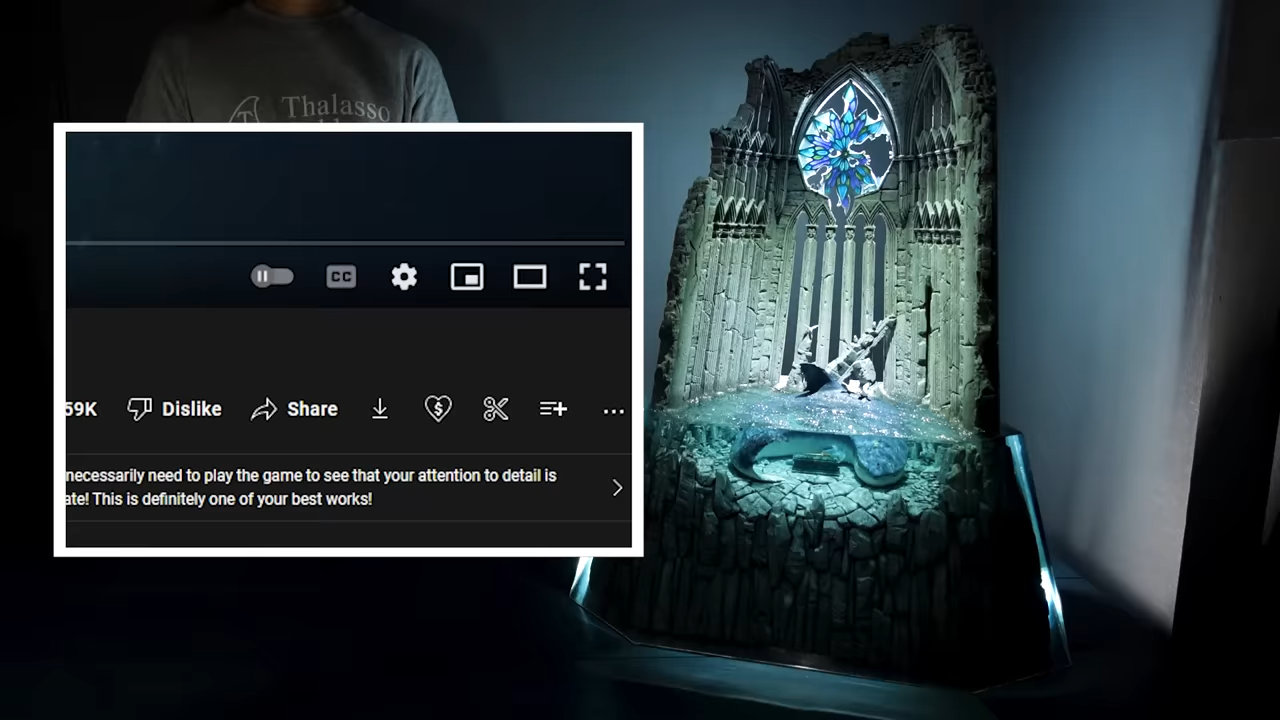 Thalasso
CC
59K Dislike Share
necessarily need to play the game to see that your attention to detail is
ate! This is definitely one of your best works!